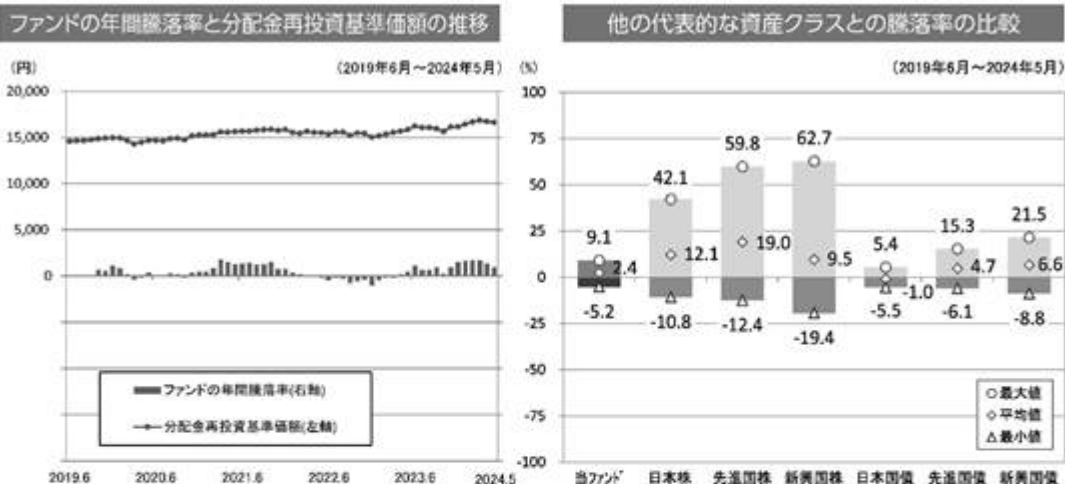 ファンドの年間騰落率と分配金再投資基準価額の推移
(円)
(2019年6月～2024年5月)
20,000
15,000
10,000
5,000
0
ファンドの年間騰落率(右軸)
分配金再投資基準価額(左軸)
2019.6 2020.6 2021.6 2022.6 2023.6 2024.5
他の代表的な資産クラスとの騰落率の比較
(%)
(2019年6月～2024年5月)
100
75
50
25
0
-25
-50
-75
-100
9.1 42.1 59.8 62.7 5.4 15.3 21.5
2.4 12.1 19.0 9.5 -1.0 4.7 6.6
-5.2 -10.8 -12.4 -19.4 -5.5 -6.1 -8.8
最大値
平均値
最小値
当ファンド 日本株 先進国株 新興国株 日本国債 先進国債 新興国債